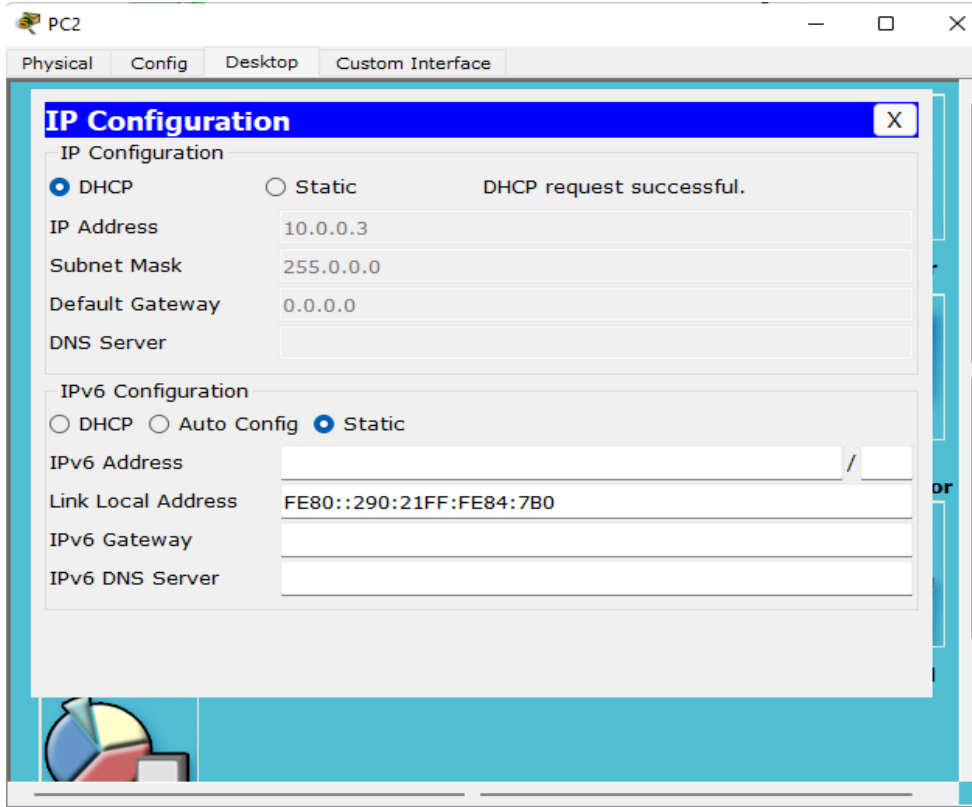 PC2
Physical Config Desktop Custom Interface
IP Configuration X
IP Configuration
DHCP Static DHCP request successful.
IP Address 10.0.0.3
Subnet Mask 255.0.0.0
Default Gateway 0.0.0.0
DNS Server
IPv6 Configuration
DHCP Auto Config Static
IPv6 Address /
Link Local Address FE80::290:21FF:FE84:7B0
or
IPv6 Gateway
IPv6 DNS Server